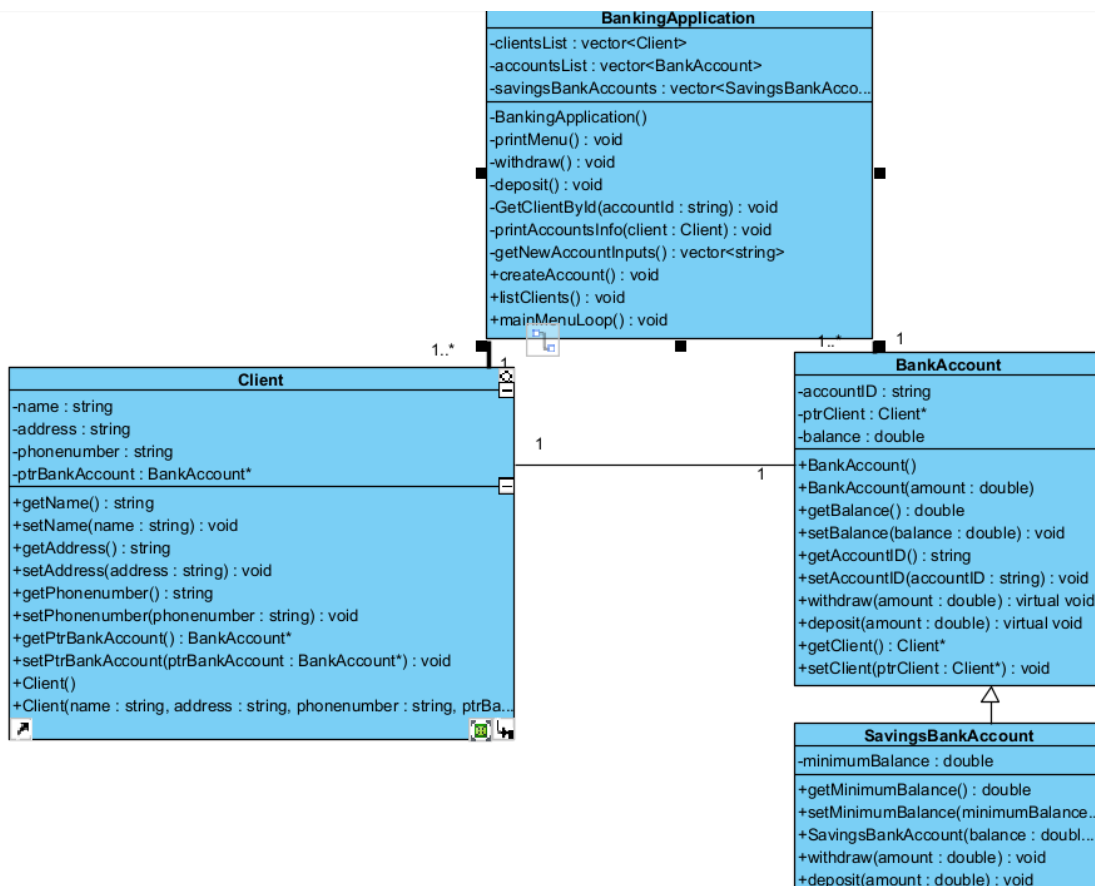 BankingApplication
-clientsList : vector<Client>
-accountsList : vector<BankAccount>
-savingsBankAccounts : vector<SavingsBankAcco...
-BankingApplication()
-printMenu() : void
-withdraw() : void
-deposit() : void
-GetClientById(accountId : string) : void
-printAccountsInfo(client : Client) : void
-getNewAccountInputs() : vector<string>
+createAccount() : void
+listClients() : void
+mainMenuLoop() : void
1..*
1
1..*
1
Client
-name : string
-address : string
-phonenumber : string
-ptrBankAccount : BankAccount*
+getName() : string
+setName(name : string) : void
+getAddress() : string
+setAddress(address : string) : void
+getPhonenumber() : string
+setPhonenumber(phonenumber : string) : void
+getPtrBankAccount() : BankAccount*
+setPtrBankAccount(ptrBankAccount : BankAccount*) : void
+Client()
+Client(name : string, address : string, phonenumber : string, ptrBa...
1
1
BankAccount
-accountID : string
-ptrClient : Client*
-balance : double
+BankAccount()
+BankAccount(amount : double)
+getBalance() : double
+setBalance(balance : double) : void
+getAccountID() : string
+setAccountID(accountID : string) : void
+withdraw(amount : double) : virtual void
+deposit(amount : double) : virtual void
+getClient() : Client*
+setClient(ptrClient : Client*) : void
SavingsBankAccount
-minimumBalance : double
+getMinimumBalance() : double
+setMinimumBalance(minimumBalance..
+SavingsBankAccount(balance : doubl...
+withdraw(amount : double) : void
+deposit(amount : double) : void